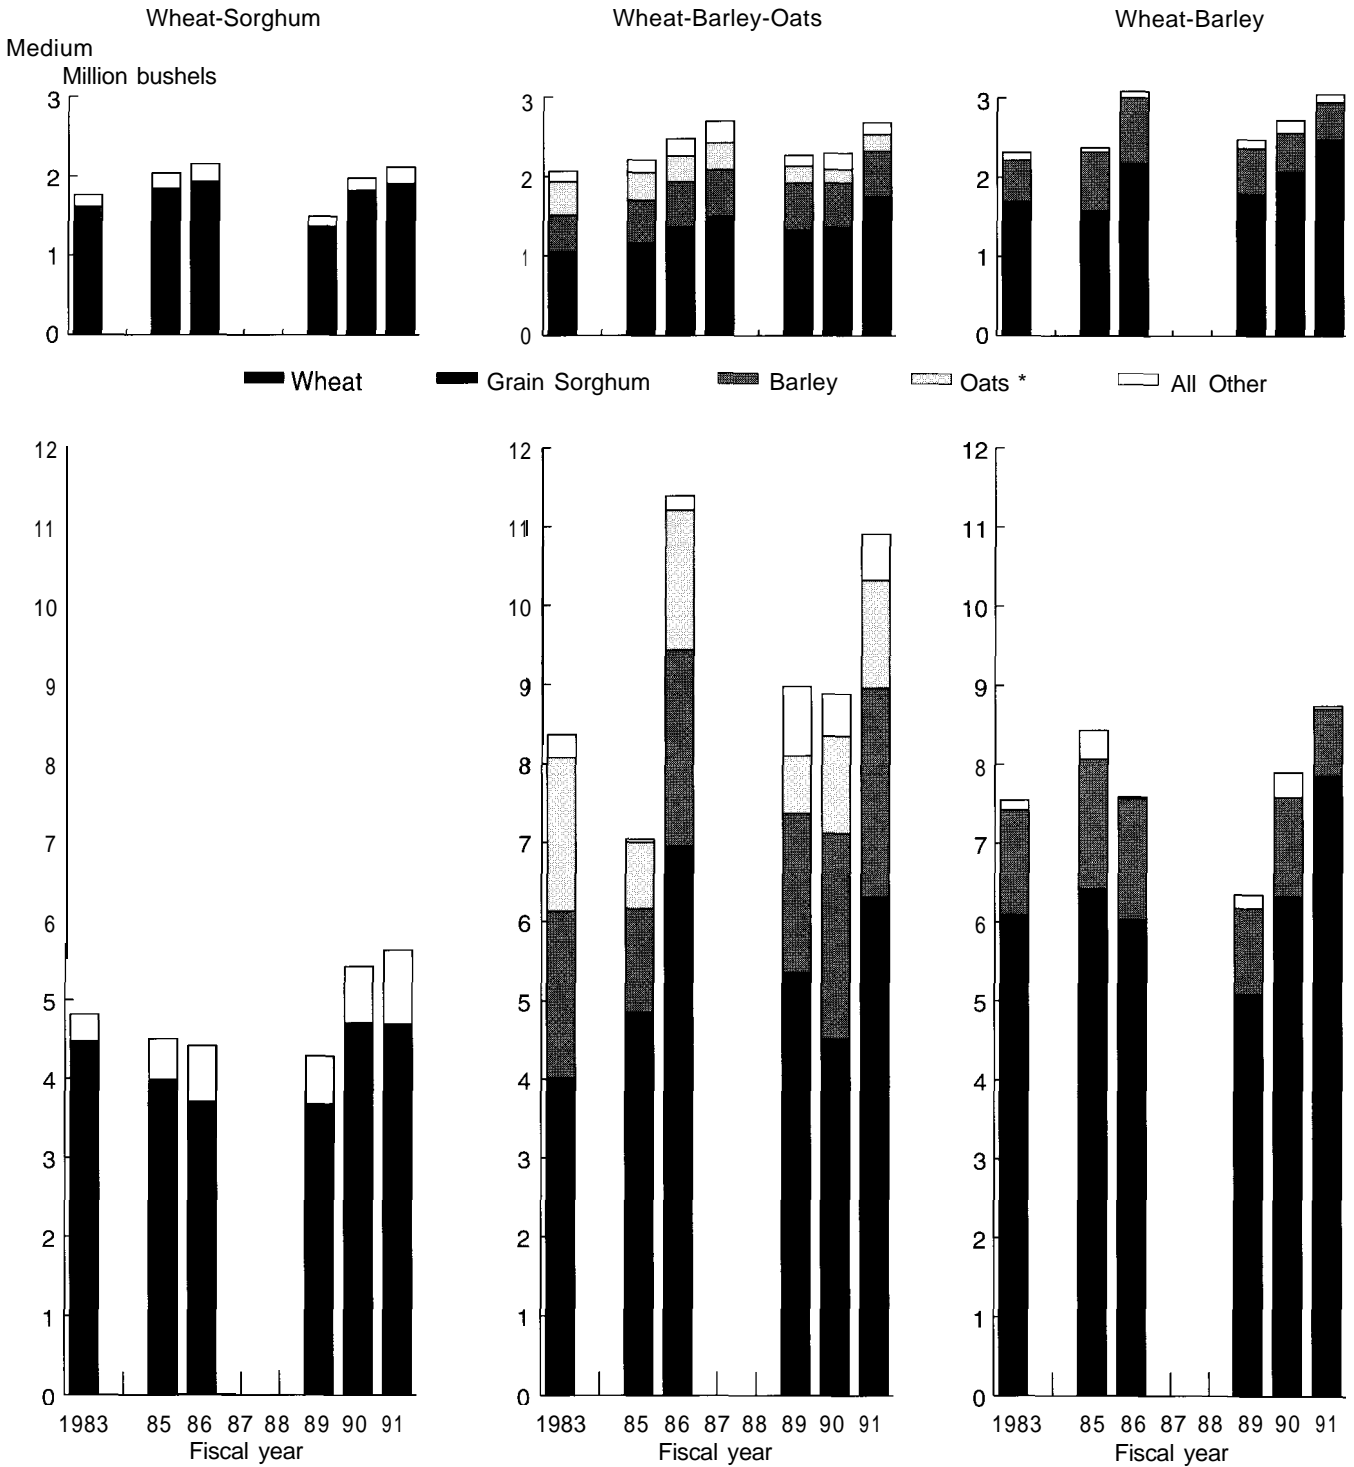 Wheat-Sorghum Wheat-Barley-Oats Wheat-Barley
Medium
Million bushels
3 3 3
2 2 2
1 1 1
0 0 0
Wheat Grain Sorghum Barley Oats * All Other
12 12 12
11 11 11
10 10 10
9 9 9
8 8 8
7 7 7
6 6 6
5 5 5
4 4 4
3 3 3
2 2 2
1 1 1
0 0 0
1983 85 86 87 88 89 90 91 1983 85 86 87 88 89 90 91 1983 85 86 87 88 89 90 91
Fiscal year Fiscal year Fiscal year